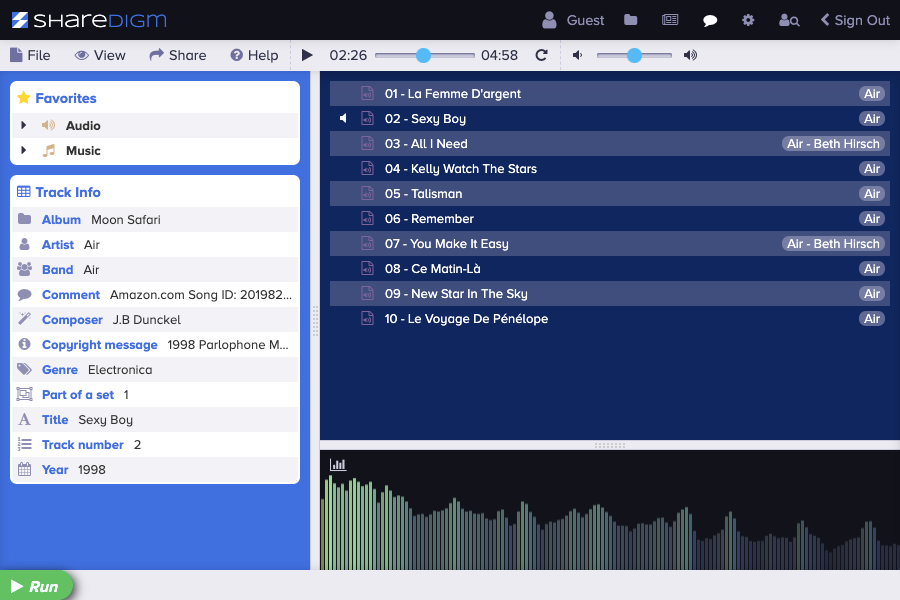 SHAREDIGM Guest Sign Out
File View Share Help 02:26 04:58
Favorites
Audio
Music
Track Info
Album Moon Safari
Artist Air
Band Air
Comment Amazon.com Song ID: 201982...
Composer J.B Dunckel
Copyright message 1998 Parlophone M...
Genre Electronica
Part of a set 1
Title Sexy Boy
Track number 2
Year 1998
01 - La Femme D'argent Air
02 - Sexy Boy Air
03 - All I Need Air - Beth Hirsch
04 - Kelly Watch The Stars Air
05 - Talisman Air
06 - Remember Air
07 - You Make It Easy Air - Beth Hirsch
08 - Ce Matin-Là Air
09 - New Star In The Sky Air
10 - Le Voyage De Pénélope Air
Run